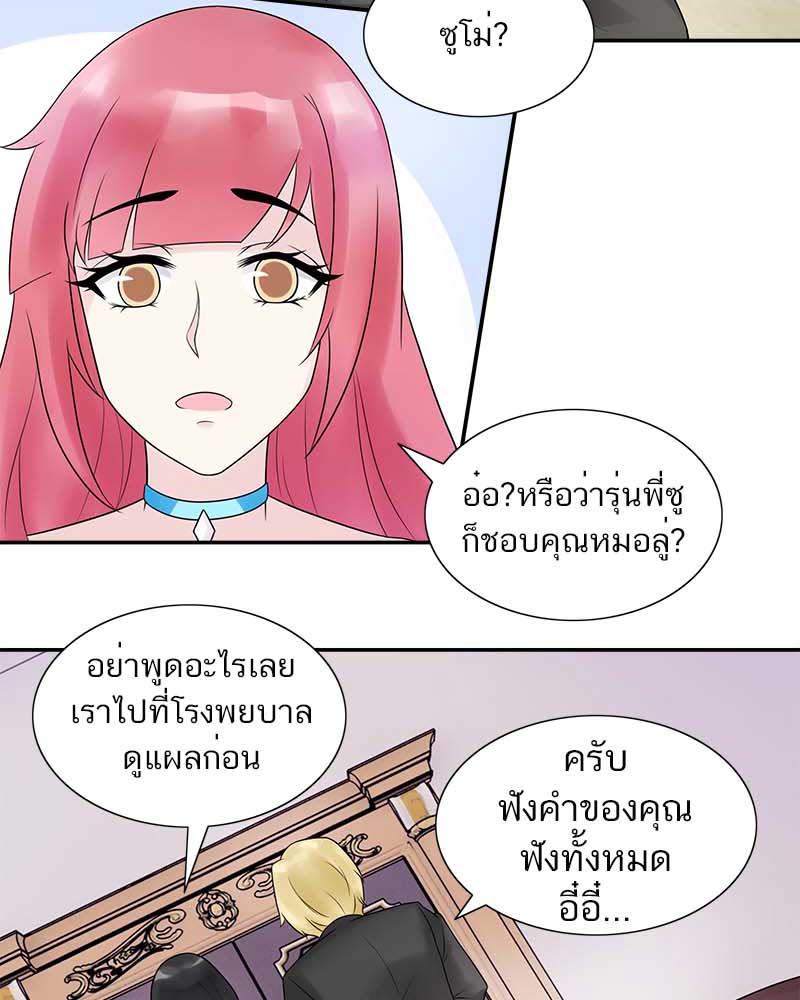 ซูโม่?
อ๋อ?หรือว่ารุ่นพี่ซู
ก็ชอบคุณหมอลู่?
อย่าพูดอะไรเลย
เราไปที่โรงพยบาล
ดูแผลก่อน
ครับ
ฟังคำของคุณ
ฟังทั้งหมด
อี๋อี๋...